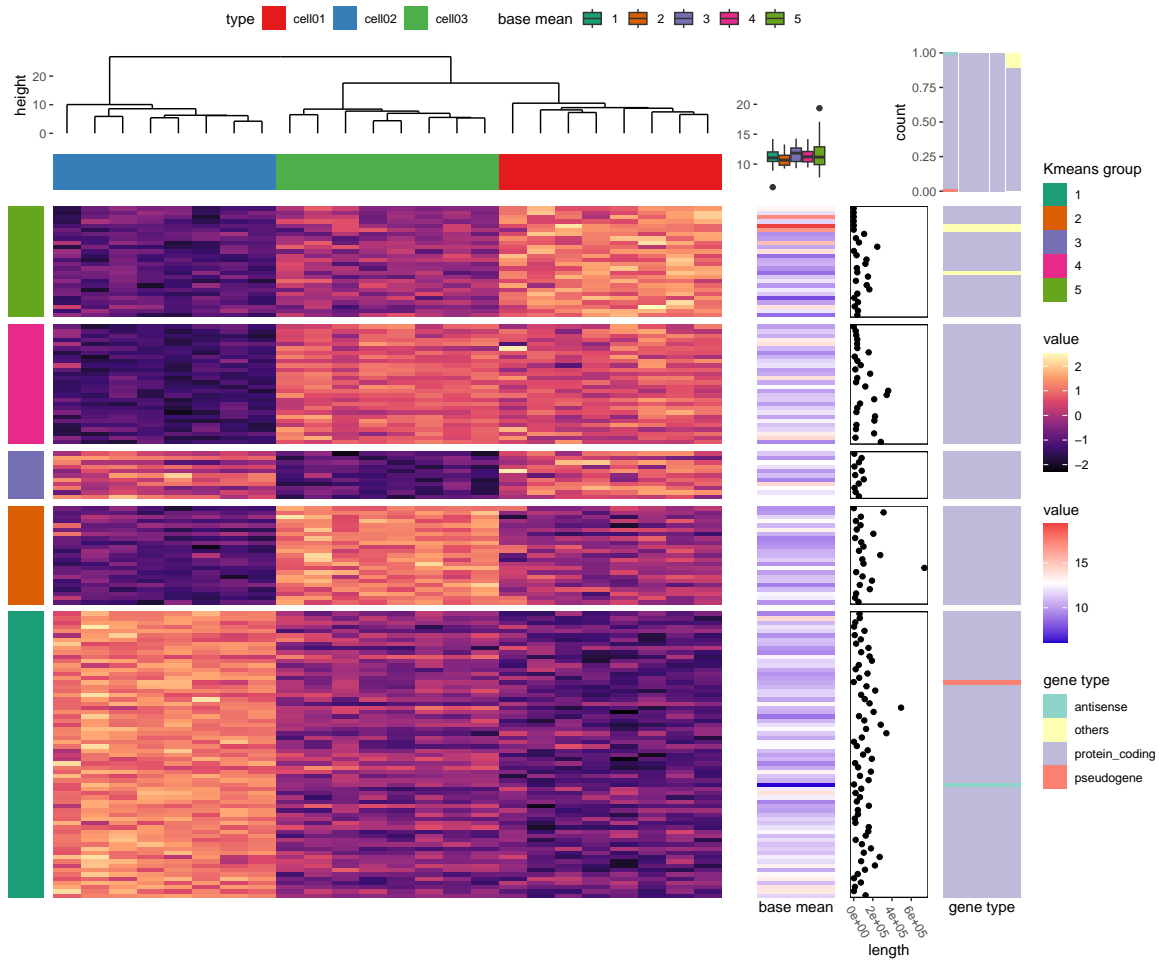 type cell01 cell02 cell03 base mean 1 2 3 4 5
height
20
10
0
20
15
10
count
1.00
0.75
0.50
0.25
0.00
Kmeans group
1
2
3
4
5
value
2
1
0
−1
−2
value
15
10
gene type
antisense
others
protein_coding
pseudogene
base mean
0e+00
2e+05
4e+05
6e+05
length
gene type